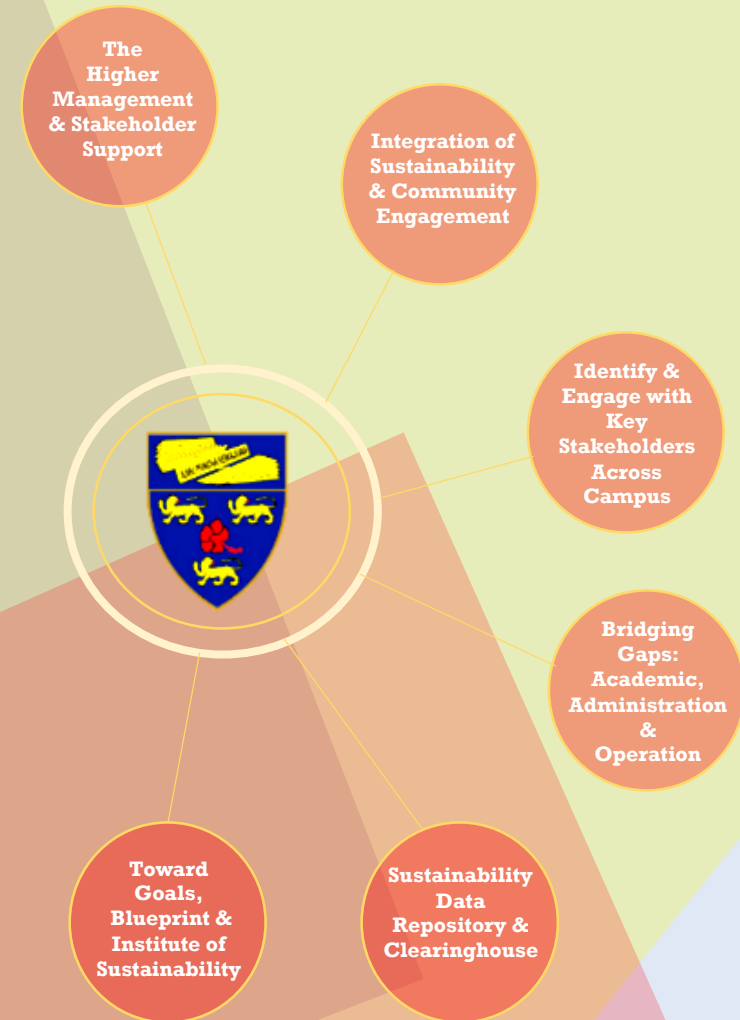 The
Higher
Management
& Stakeholder
Support
Integration of
Sustainability
& Community
Engagement
Identify &
Engage with
Key
Stakeholders
Across
Campus
Bridging
Gaps:
Academic,
Administration
&
Operation
Toward
Goals,
Blueprint &
Institute of
Sustainability
Sustainability
Data
Repository &
Clearinghouse